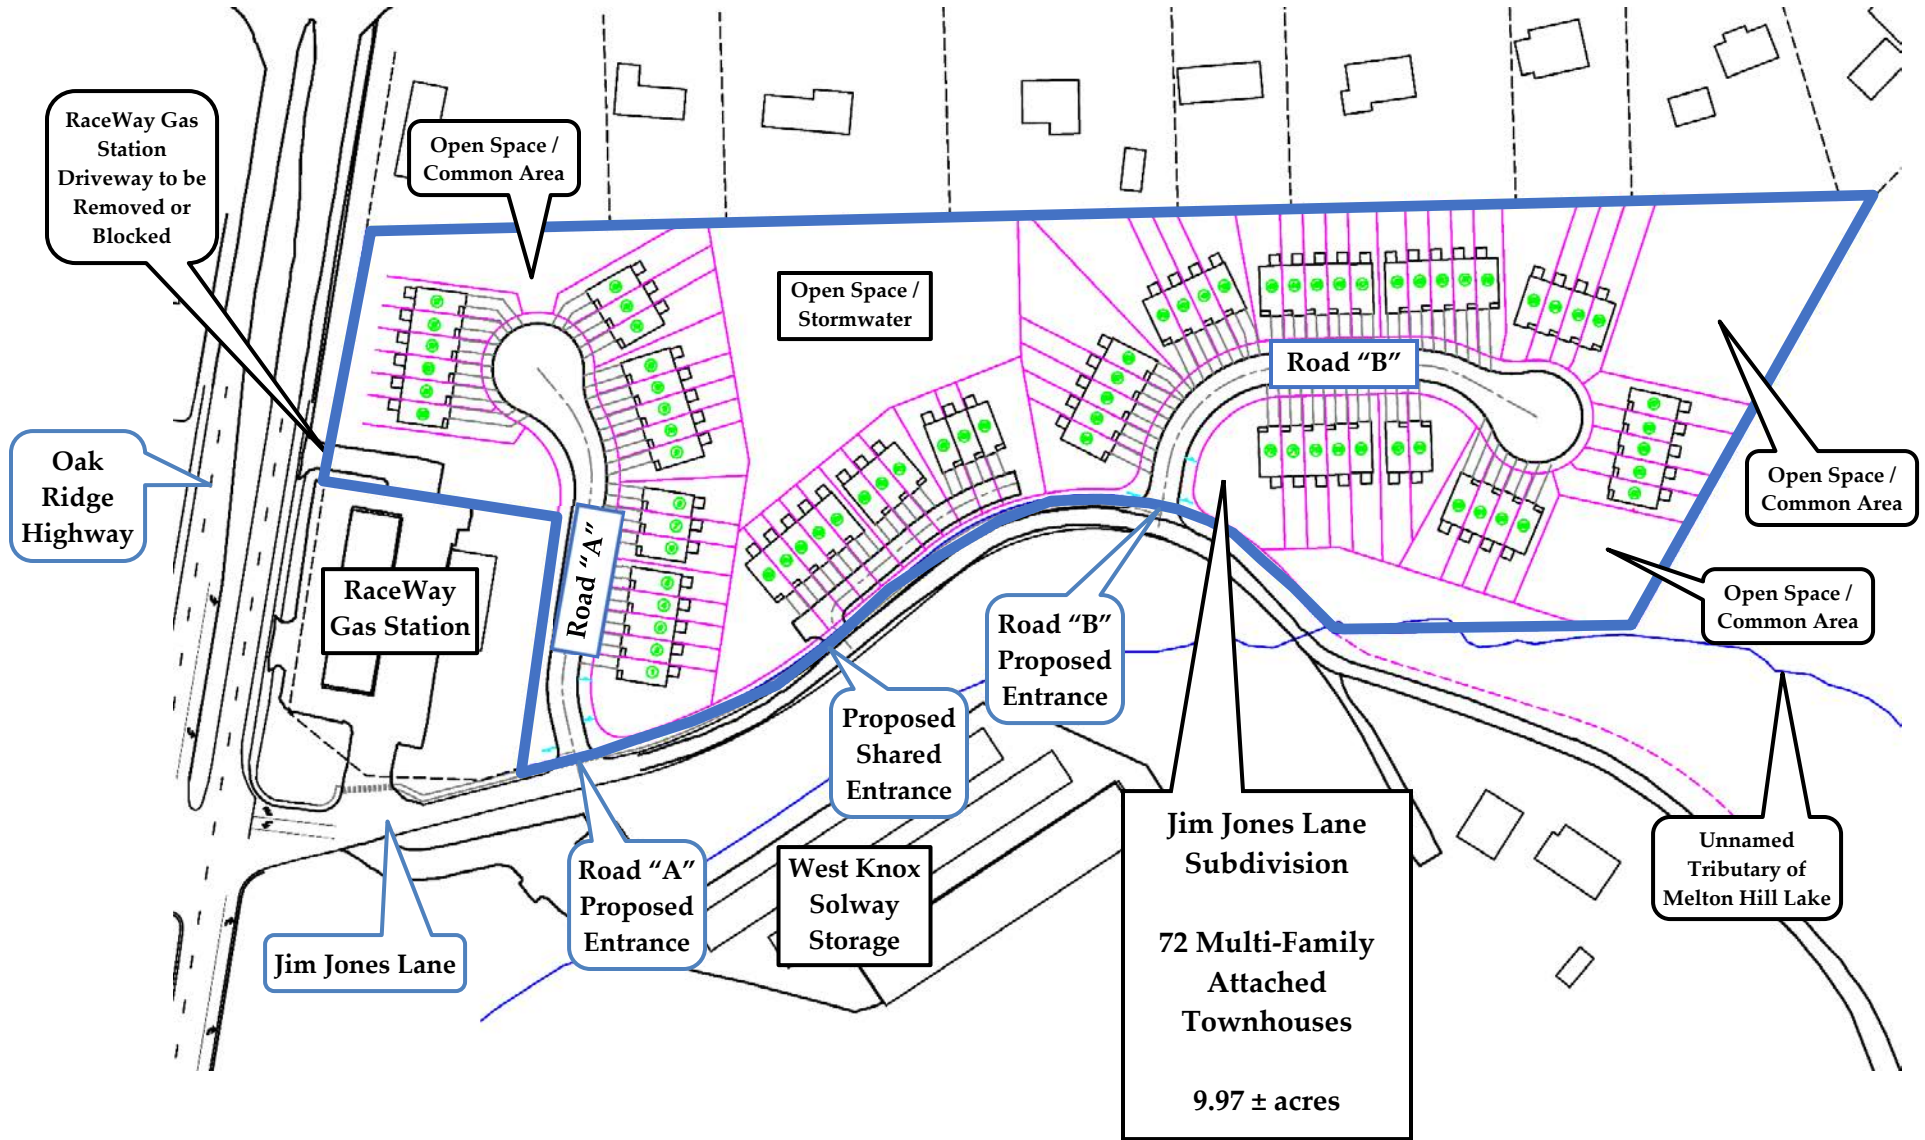 RaceWay Gas
Station
Driveway to be
Removed or
Blocked
Open Space /
Common Area
Open Space /
Stormwater
Road “B”
Oak
Ridge
Highway
Open Space /
Common Area
Road “A”
RaceWay
Gas Station
Open Space /
Common Area
Road “B”
Proposed
Entrance
Proposed
Shared
Entrance
Jim Jones Lane
Subdivision
72 Multi-Family
Attached
Townhouses
9.97 ± acres
Unnamed
Tributary of
Melton Hill Lake
Road “A”
Proposed
Entrance
West Knox
Solway
Storage
Jim Jones Lane